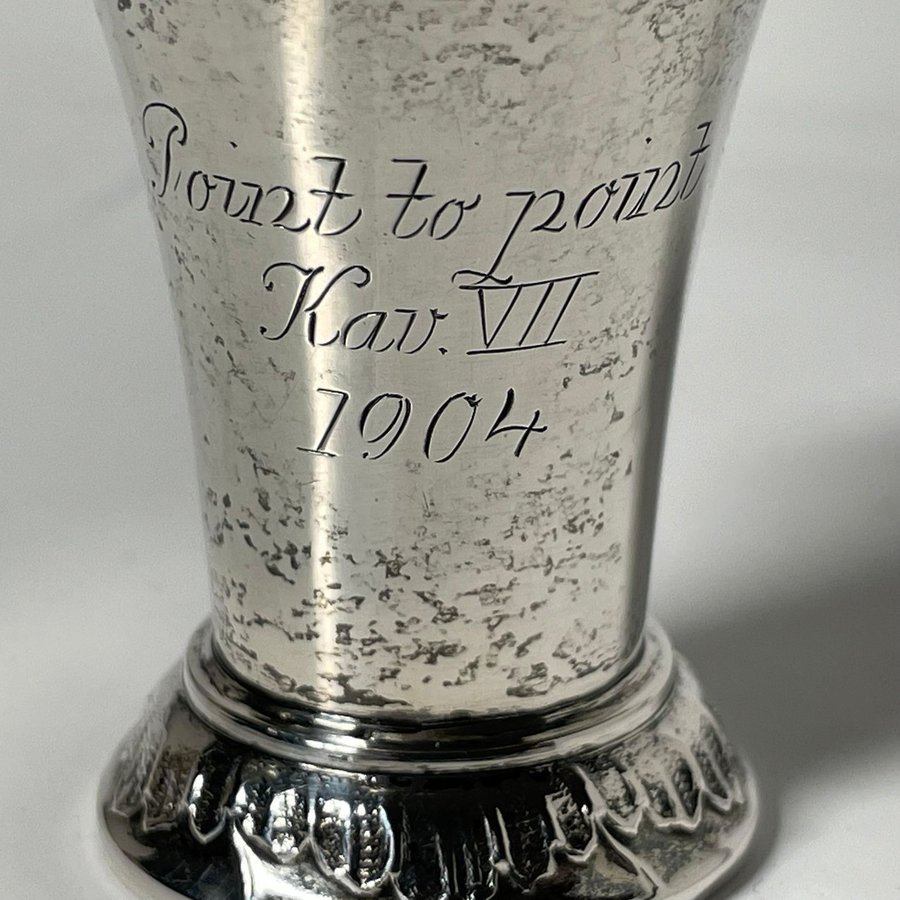 Point to point
Kav. VII
1904